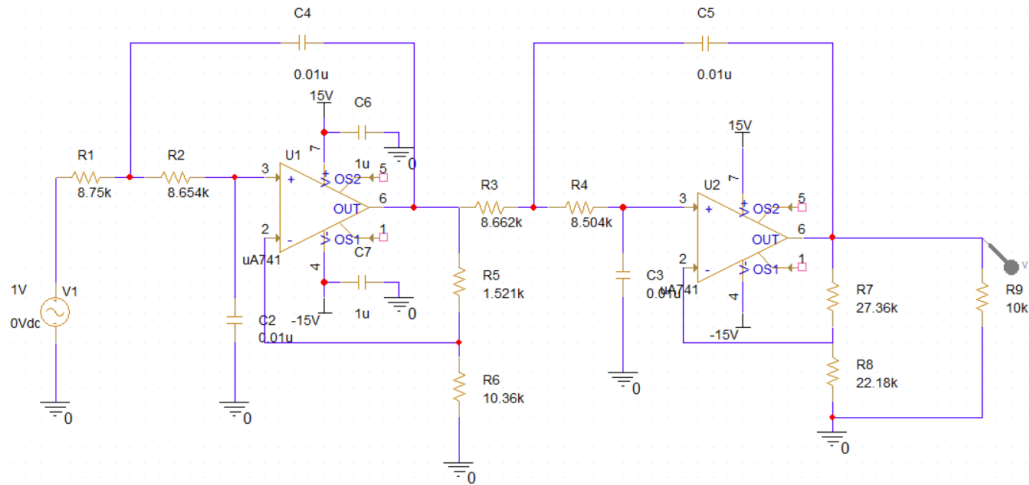 C4
0.01u
C5
0.01u
15V
C6
1u
0
7
R1
8.75k
R2
8.654k
3
U1
+
V+
OS2
5
OUT
6
2
-
V-
OS1
1
uA741
4
C7
1u
0
-15V
R3
8.662k
R4
8.504k
15V
7
3
U2
+
V+
OS2
5
OUT
6
2
-
V-
OS1
1
uA741
4
-15V
1V
V1
0Vdc
0
C2
0.01u
0
R5
1.521k
R6
10.36k
0
C3
0.01u
0
R7
27.36k
R8
22.18k
0
R9
10k
V